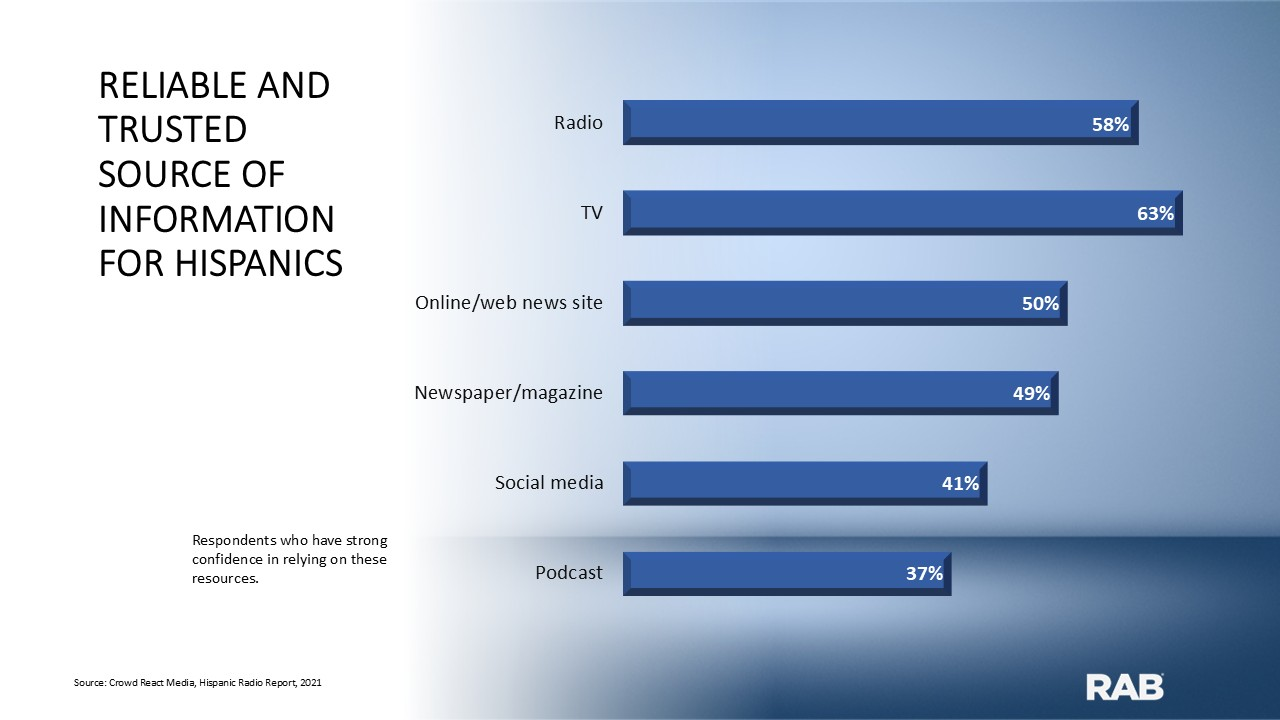 RELIABLE AND
TRUSTED
SOURCE OF
INFORMATION
FOR HISPANICS
Radio
58%
TV
63%
Online/web news site
50%
Newspaper/magazine
49%
Social media
41%
Podcast
37%
Respondents who have strong
confidence in relying on these
resources.
Source: Crowd React Media, Hispanic Radio Report, 2021
RAB